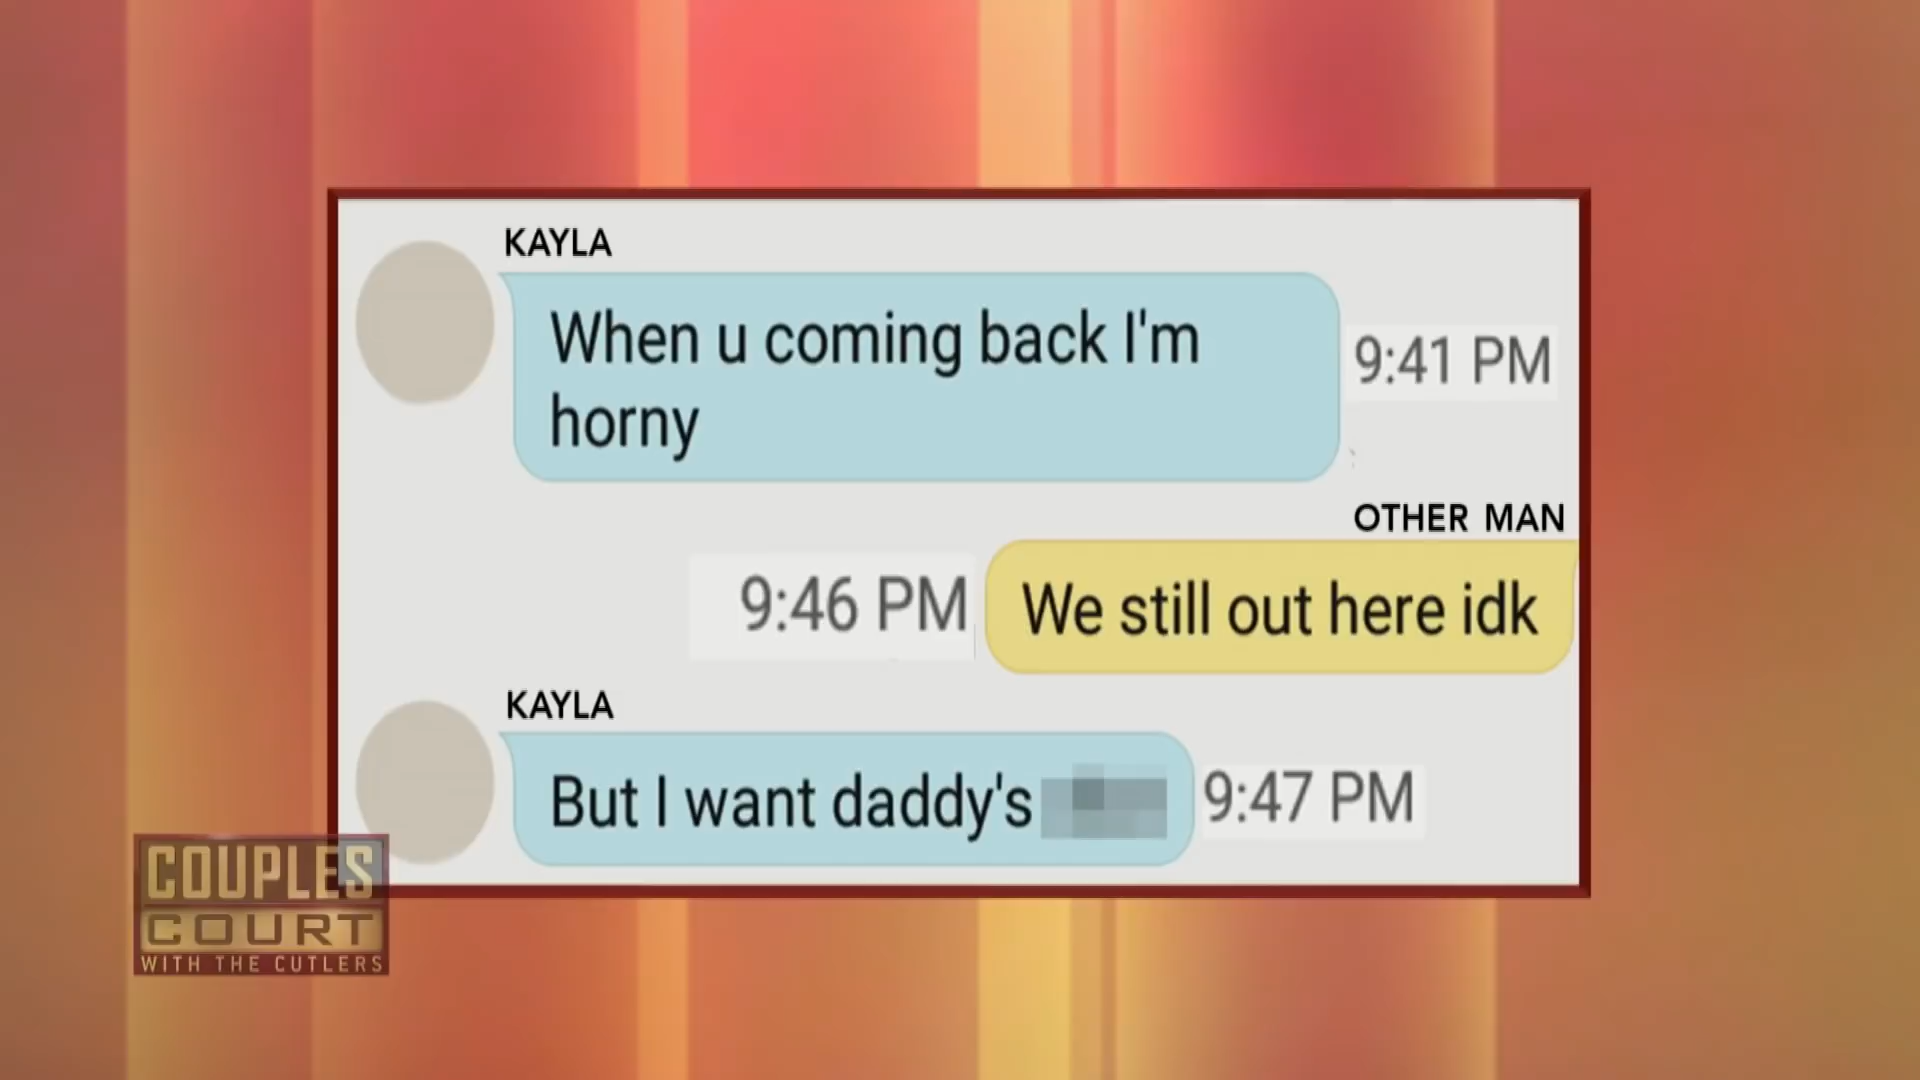 KAYLA
When u coming back I'm
horny
9:41 PM
OTHER MAN
9:46 PM
We still out here idk
KAYLA
But I want daddy's
9:47 PM
COUPLES
COURT
WITH THE CUTLERS